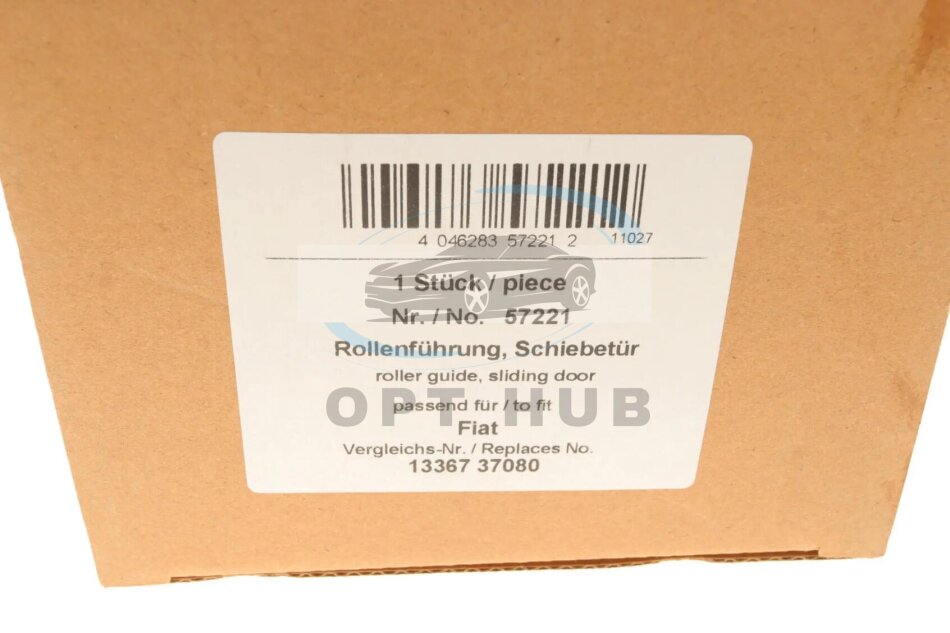 4 046283 57221 2 11027
1 Stück / piece
Nr. / No. 57221
Rollenführung, Schiebetür
roller guide, sliding door
OPT HUB
passend für / to fit
Fiat
Vergleichs-Nr. / Replaces No.
13367 37080